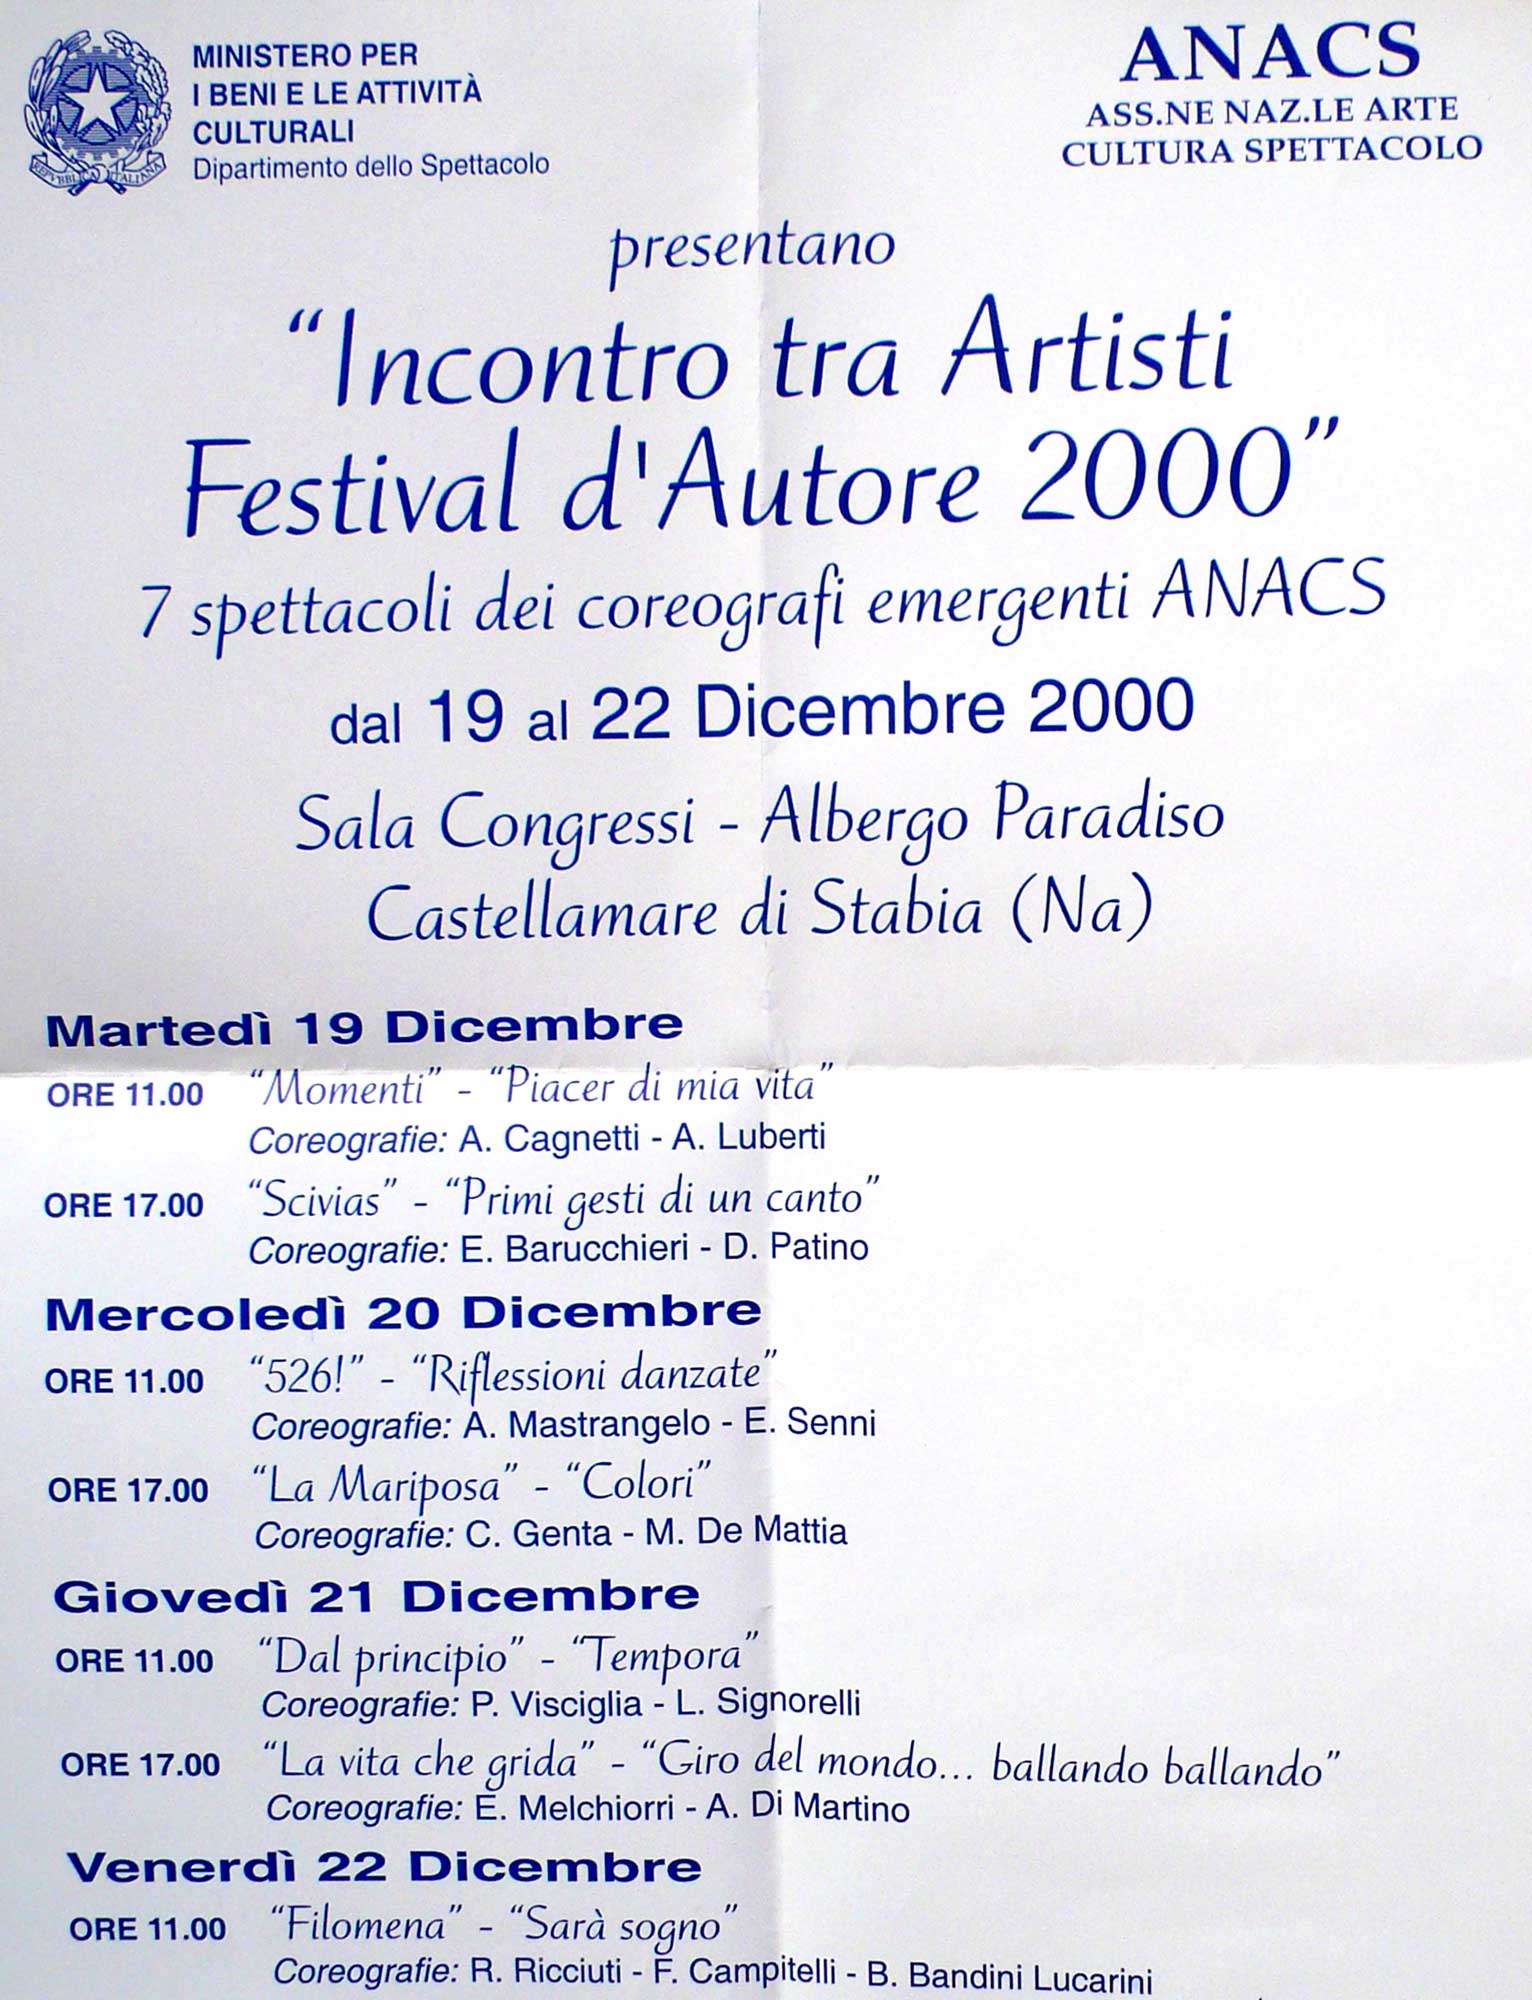 MINISTERO PER
I BENI E LE ATTIVITÀ
CULTURALI
Dipartimento dello Spettacolo
REPVBBLICA ITALIANA
ANACS
ASS.NE NAZ.LE ARTE
CULTURA SPETTACOLO
presentano
“Incontro tra Artisti
Festival d'Autore 2000”
7 spettacoli dei coreografi emergenti ANACS
dal 19 al 22 Dicembre 2000
Sala Congressi - Albergo Paradiso
Castellamare di Stabia (Na)
Martedì 19 Dicembre
ORE 11.00 “Momenti” - “Piacer di mia vita”
Coreografie: A. Cagnetti - A. Luberti
ORE 17.00 “Scivias” - “Primi gesti di un canto”
Coreografie: E. Barucchieri - D. Patino
Mercoledì 20 Dicembre
ORE 11.00 “526!” - “Riflessioni danzate”
Coreografie: A. Mastrangelo - E. Senni
ORE 17.00 “La Mariposa” - “Colori”
Coreografie: C. Genta - M. De Mattia
Giovedì 21 Dicembre
ORE 11.00 “Dal principio” - “Tempora”
Coreografie: P. Visciglia - L. Signorelli
ORE 17.00 “La vita che grida” - “Giro del mondo... ballando ballando”
Coreografie: E. Melchiorri - A. Di Martino
Venerdì 22 Dicembre
ORE 11.00 “Filomena” - “Sarà sogno”
Coreografie: R. Ricciuti - F. Campitelli - B. Bandini Lucarini